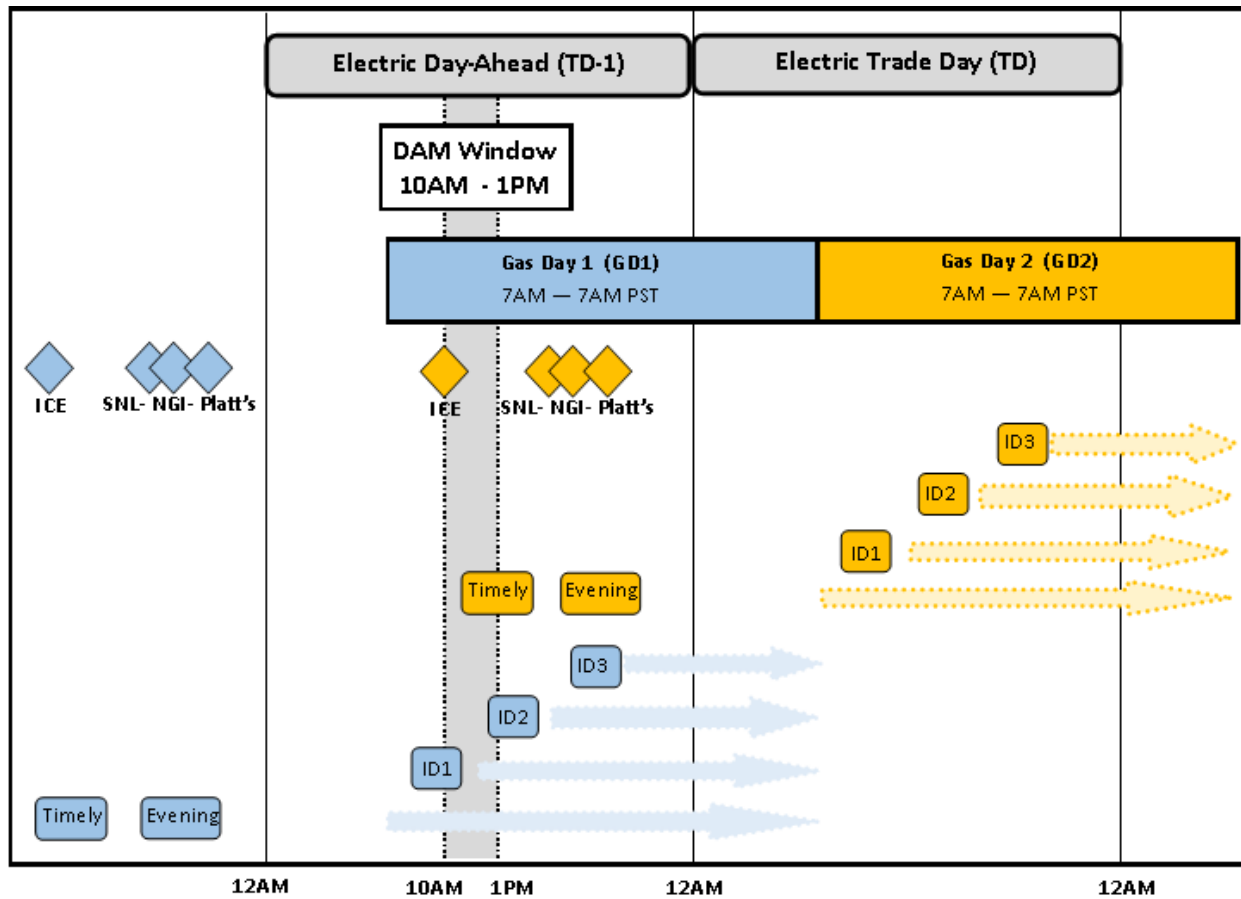 Electric Day-Ahead (TD-1)
Electric Trade Day (TD)
DAM Window
10AM - 1PM
Gas Day 1 (GD1)
7AM — 7AM PST
Gas Day 2 (GD2)
7AM — 7AM PST
ICE
SNL- NGI- Platt's
ICE
SNL- NGI- Platt's
ID3
ID2
ID1
Timely
Evening
ID3
ID2
ID1
Timely
Evening
12AM
10AM
1PM
12AM
12AM